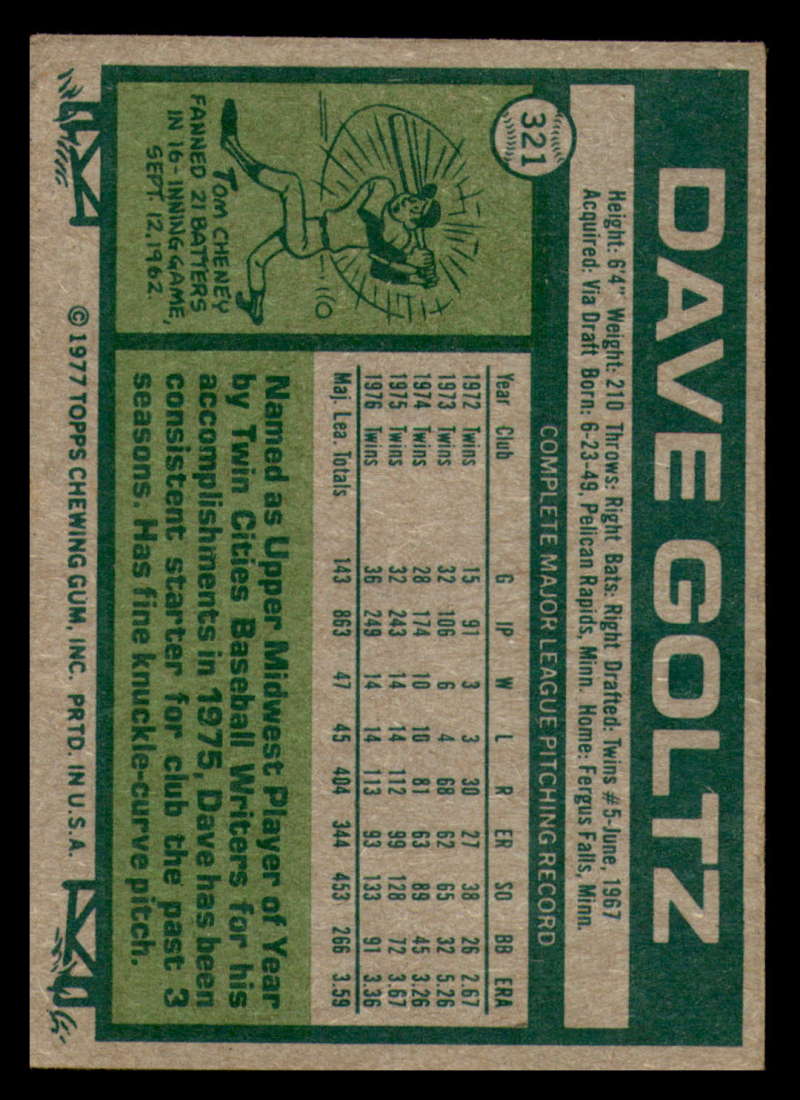 321
DAVE GOLTZ
Height: 6'4" Weight: 210 Throws: Right Bats: Right Drafted: Twins #5-June, 1967
Acquired: Via Draft Born: 6-23-49, Pelican Rapids, Minn. Home: Fergus Falls, Minn.
COMPLETE MAJOR LEAGUE PITCHING RECORD
Year Club G IP W L R ER SO BB ERA
1972 Twins 15 91 3 3 30 27 38 26 2.67
1973 Twins 32 106 6 4 68 62 65 32 5.26
1974 Twins 28 174 10 10 81 63 89 45 3.26
1975 Twins 32 243 14 14 112 99 128 72 3.67
1976 Twins 36 249 14 14 113 93 133 91 3.36
Maj. Lea. Totals 143 863 47 45 404 344 453 266 3.59
TOM CHENEY
FANNED 21 BATTERS
IN 16-INNING GAME,
SEPT. 12, 1962.
Named as Upper Midwest Player of Year
by Twin Cities Baseball Writers for his
accomplishments in 1975, Dave has been
consistent starter for club the past 3
seasons. Has fine knuckle-curve pitch.
© 1977 TOPPS CHEWING GUM, INC. PRTD. IN U.S.A.